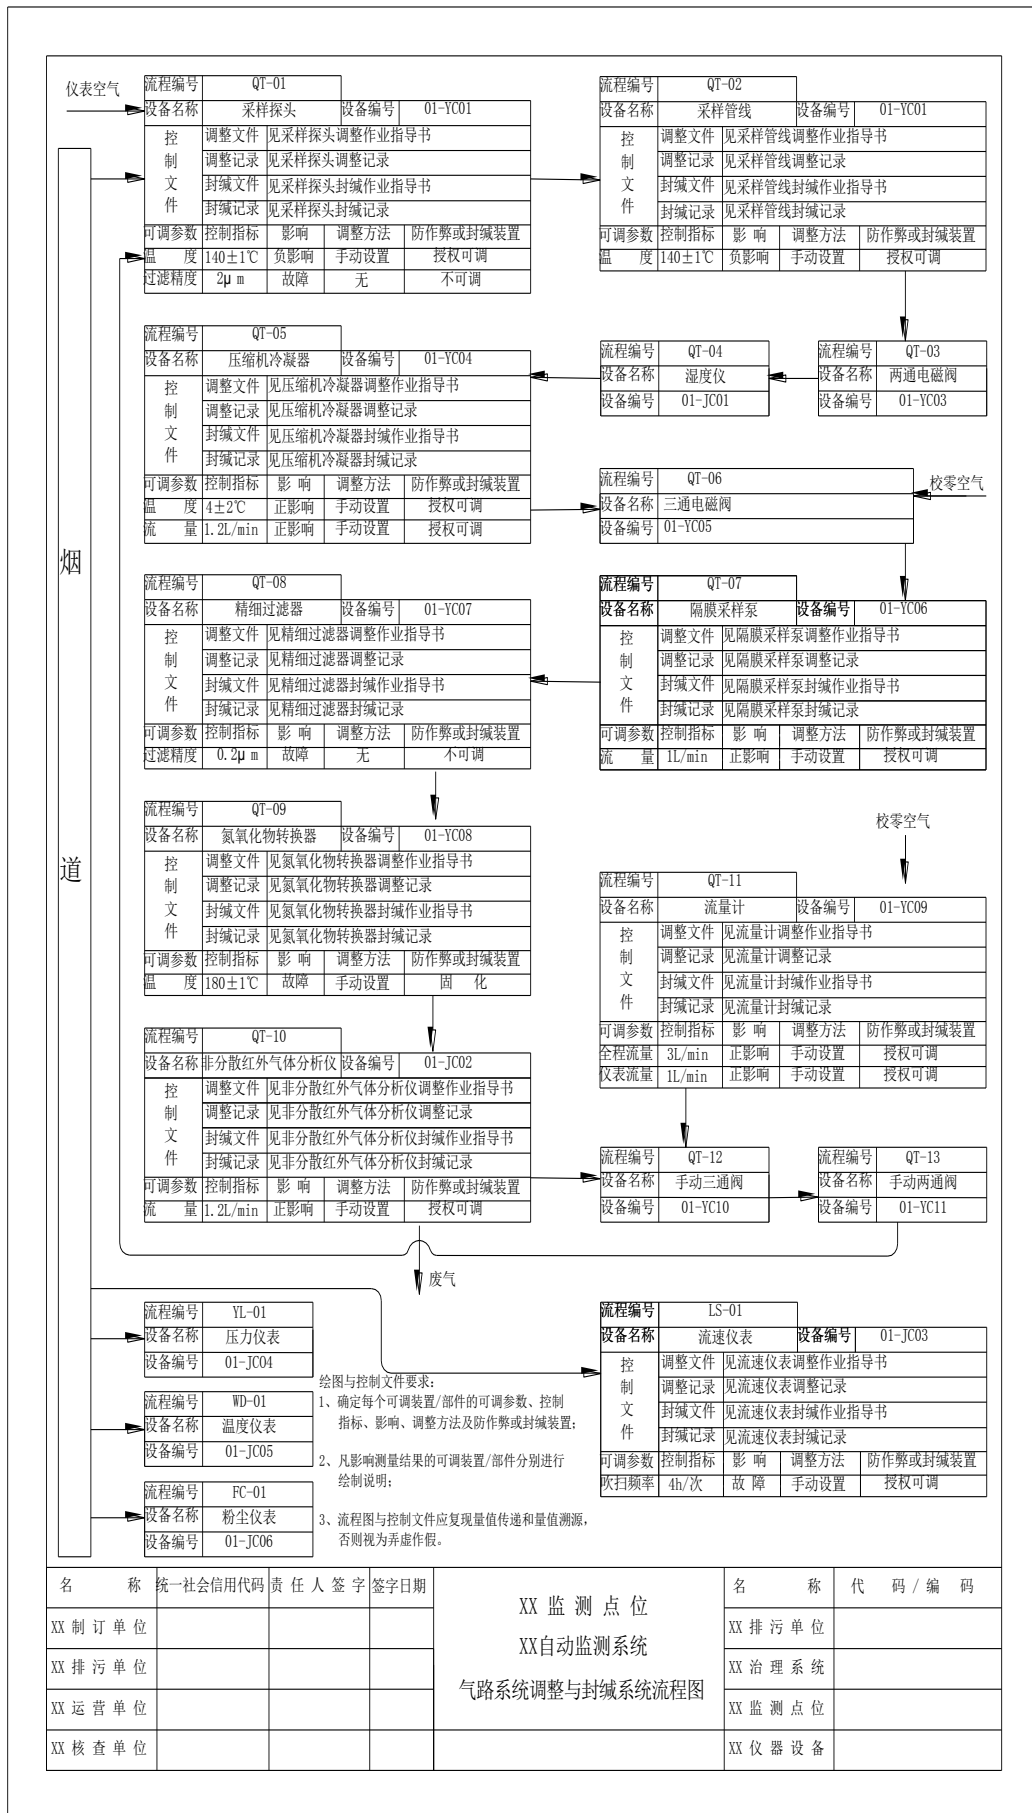 仪表空气
流程编号 QT-01
设备名称 采样探头 设备编号 01-YC01
控制文件
调整文件 见采样探头调整作业指导书
调整记录 见采样探头调整记录
封缄文件 见采样探头封缄作业指导书
封缄记录 见采样探头封缄记录
可调参数 控制指标 影响 调整方法 防作弊或封缄装置
温 度 140±1℃ 负影响 手动设置 授权可调
过滤精度 2μm 故障 无 不可调
流程编号 QT-02
设备名称 采样管线 设备编号 01-YC01
控制文件
调整文件 见采样管线调整作业指导书
调整记录 见采样管线调整记录
封缄文件 见采样管线封缄作业指导书
封缄记录 见采样管线封缄记录
可调参数 控制指标 影 响 调整方法 防作弊或封缄装置
温 度 140±1℃ 负影响 手动设置 授权可调
流程编号 QT-05
设备名称 压缩机冷凝器 设备编号 01-YC04
控制文件
调整文件 见压缩机冷凝器调整作业指导书
调整记录 见压缩机冷凝器调整记录
封缄文件 见压缩机冷凝器封缄作业指导书
封缄记录 见压缩机冷凝器封缄记录
可调参数 控制指标 影 响 调整方法 防作弊或封缄装置
温 度 4±2℃ 正影响 手动设置 授权可调
流 量 1.2L/min 正影响 手动设置 授权可调
流程编号 QT-04
设备名称 湿度仪
设备编号 01-JC01
流程编号 QT-03
设备名称 两通电磁阀
设备编号 01-YC03
流程编号 QT-06
设备名称 三通电磁阀
设备编号 01-YC05
校零空气
烟道
流程编号 QT-08
设备名称 精细过滤器 设备编号 01-YC07
控制文件
调整文件 见精细过滤器调整作业指导书
调整记录 见精细过滤器调整记录
封缄文件 见精细过滤器封缄作业指导书
封缄记录 见精细过滤器封缄记录
可调参数 控制指标 影 响 调整方法 防作弊或封缄装置
过滤精度 0.2μm 故障 无 不可调
流程编号 QT-07
设备名称 隔膜采样泵 设备编号 01-YC06
控制文件
调整文件 见隔膜采样泵调整作业指导书
调整记录 见隔膜采样泵调整记录
封缄文件 见隔膜采样泵封缄作业指导书
封缄记录 见隔膜采样泵封缄记录
可调参数 控制指标 影 响 调整方法 防作弊或封缄装置
流 量 1L/min 正影响 手动设置 授权可调
流程编号 QT-09
设备名称 氮氧化物转换器 设备编号 01-YC08
控制文件
调整文件 见氮氧化物转换器调整作业指导书
调整记录 见氮氧化物转换器调整记录
封缄文件 见氮氧化物转换器封缄作业指导书
封缄记录 见氮氧化物转换器封缄记录
可调参数 控制指标 影 响 调整方法 防作弊或封缄装置
温 度 180±1℃ 故障 手动设置 固 化
校零空气
流程编号 QT-11
设备名称 流量计 设备编号 01-YC09
控制文件
调整文件 见流量计调整作业指导书
调整记录 见流量计调整记录
封缄文件 见流量计封缄作业指导书
封缄记录 见流量计封缄记录
可调参数 控制指标 影 响 调整方法 防作弊或封缄装置
全程流量 3L/min 正影响 手动设置 授权可调
仪表流量 1L/min 正影响 手动设置 授权可调
流程编号 QT-10
设备名称 非分散红外气体分析仪 设备编号 01-JC02
控制文件
调整文件 见非分散红外气体分析仪调整作业指导书
调整记录 见非分散红外气体分析仪调整记录
封缄文件 见非分散红外气体分析仪封缄作业指导书
封缄记录 见非分散红外气体分析仪封缄记录
可调参数 控制指标 影 响 调整方法 防作弊或封缄装置
流 量 1.2L/min 正影响 手动设置 授权可调
流程编号 QT-12
设备名称 手动三通阀
设备编号 01-YC10
流程编号 QT-13
设备名称 手动两通阀
设备编号 01-YC11
废气
流程编号 YL-01
设备名称 压力仪表
设备编号 01-JC04
流程编号 WD-01
设备名称 温度仪表
设备编号 01-JC05
流程编号 FC-01
设备名称 粉尘仪表
设备编号 01-JC06
绘图与控制文件要求:
1、确定每个可调装置/部件的可调参数、控制
指标、影响、调整方法及防作弊或封缄装置;
2、凡影响测量结果的可调装置/部件分别进行
绘制说明;
3、流程图与控制文件应复现量值传递和量值溯源,
否则视为弄虚作假。
流程编号 LS-01
设备名称 流速仪表 设备编号 01-JC03
控制文件
调整文件 见流速仪表调整作业指导书
调整记录 见流速仪表调整记录
封缄文件 见流速仪表封缄作业指导书
封缄记录 见流速仪表封缄记录
可调参数 控制指标 影 响 调整方法 防作弊或封缄装置
吹扫频率 4h/次 故 障 手动设置 授权可调
名 称 统一社会信用代码 责 任 人 签 字 签字日期
XX 制 订 单 位
XX 排 污 单 位
XX 运 营 单 位
XX 核 查 单 位
XX 监 测 点 位
XX自动监测系统
气路系统调整与封缄系统流程图
名 称 代 码 / 编 码
XX 排 污 单 位
XX 治 理 系 统
XX 监 测 点 位
XX 仪 器 设 备